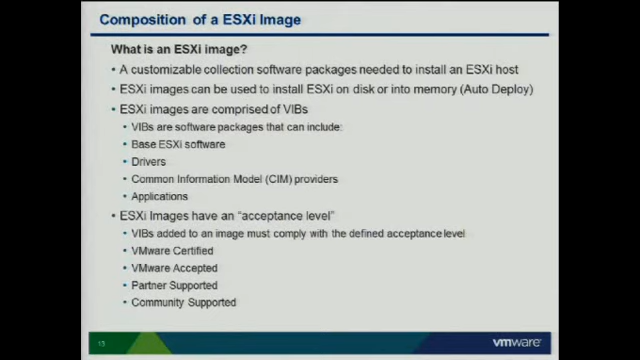 Composition of a ESXi Image
What is an ESXi image?
• A customizable collection software packages needed to install an ESXi host
• ESXi images can be used to install ESXi on disk or into memory (Auto Deploy)
• ESXi images are comprised of VIBs
• VIBs are software packages that can include:
• Base ESXi software
• Drivers
• Common Information Model (CIM) providers
• Applications
• ESXi Images have an "acceptance level"
• VIBs added to an image must comply with the defined acceptance level
• VMware Certified
• VMware Accepted
• Partner Supported
• Community Supported
13
vmware